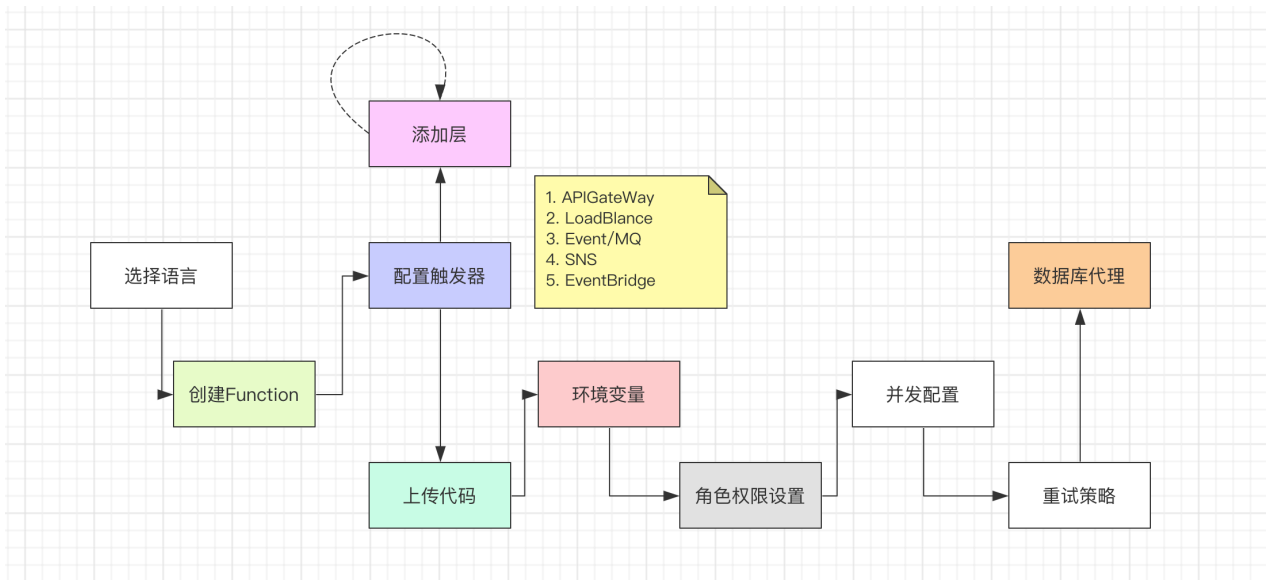 添加层
1. APIGateWay
2. LoadBlance
3. Event/MQ
4. SNS
5. EventBridge
选择语言
配置触发器
数据库代理
创建Function
环境变量
并发配置
上传代码
角色权限设置
重试策略